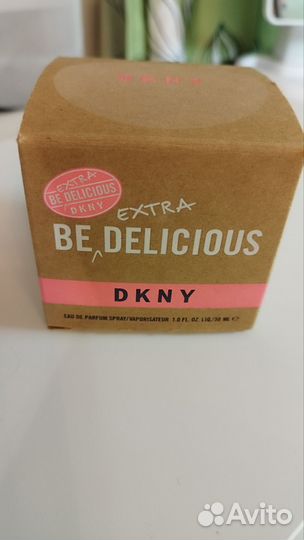 DKNY
EXTRA
BE DELICIOUS
DKNY
EXTRA
BE DELICIOUS
DKNY
EAU DE PARFUM SPRAY/VAPORISATEUR 1.0 FL. OZ. LIQ./30 ML ℮
Avito